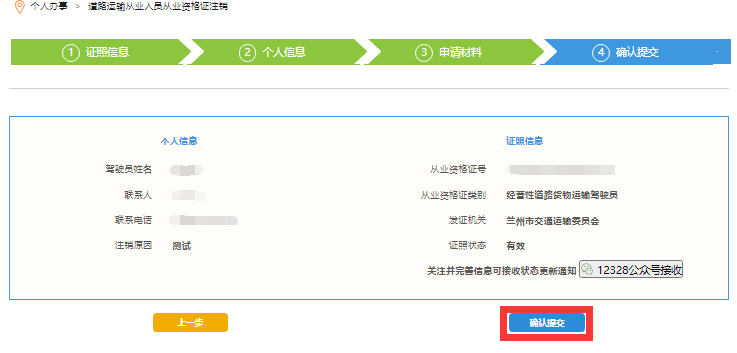 个人办事 > 道路运输从业人员从业资格证注销
1 证照信息 2 个人信息 3 申请材料 4 确认提交
个人信息
驾驶员姓名
联系人
联系电话
注销原因 测试
证照信息
从业资格证号
从业资格证类别 经营性道路货物运输驾驶员
发证机关 兰州市交通运输委员会
证照状态 有效
关注并完善信息可接收状态更新通知 12328公众号接收
上一步 确认提交